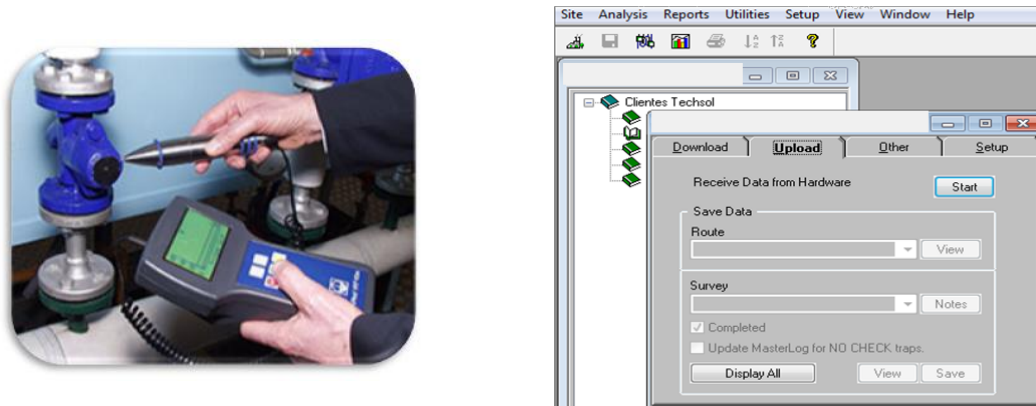 Site Analysis Reports Utilities Setup View Window Help
Clientes Techsol
Download Upload Other Setup
Receive Data from Hardware
Start
Save Data
Route
View
Survey
Notes
Completed
Update MasterLog for NO CHECK traps.
Display All View Save